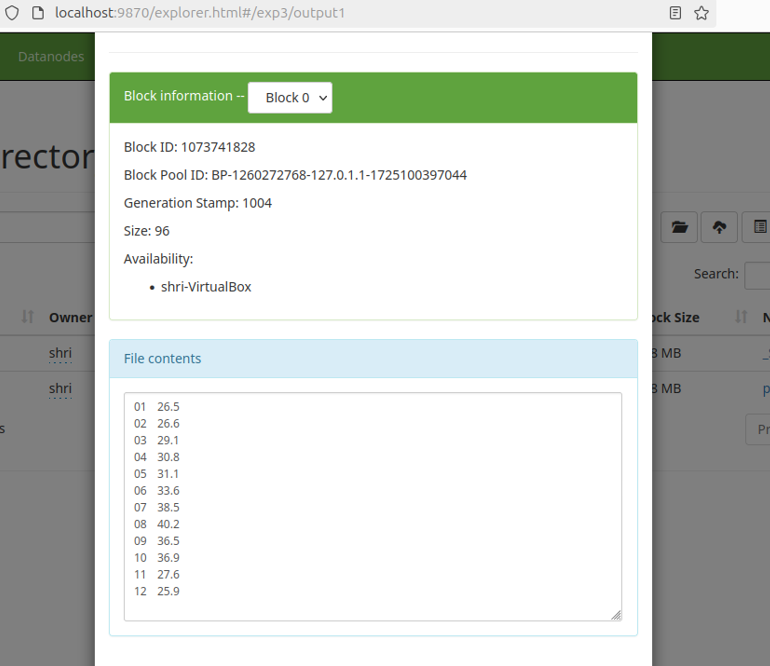 localhost:9870/explorer.html#/exp3/output1
Datanodes
Block information -- Block 0
rector
Block ID: 1073741828
Block Pool ID: BP-1260272768-127.0.1.1-1725100397044
Generation Stamp: 1004
Size: 96
Availability:
shri-VirtualBox
Search:
Owner
ock Size
N
File contents
shri
8 MB
shri
8 MB
p
s
Pr
01 26.5
02 26.6
03 29.1
04 30.8
05 31.1
06 33.6
07 38.5
08 40.2
09 36.5
10 36.9
11 27.6
12 25.9